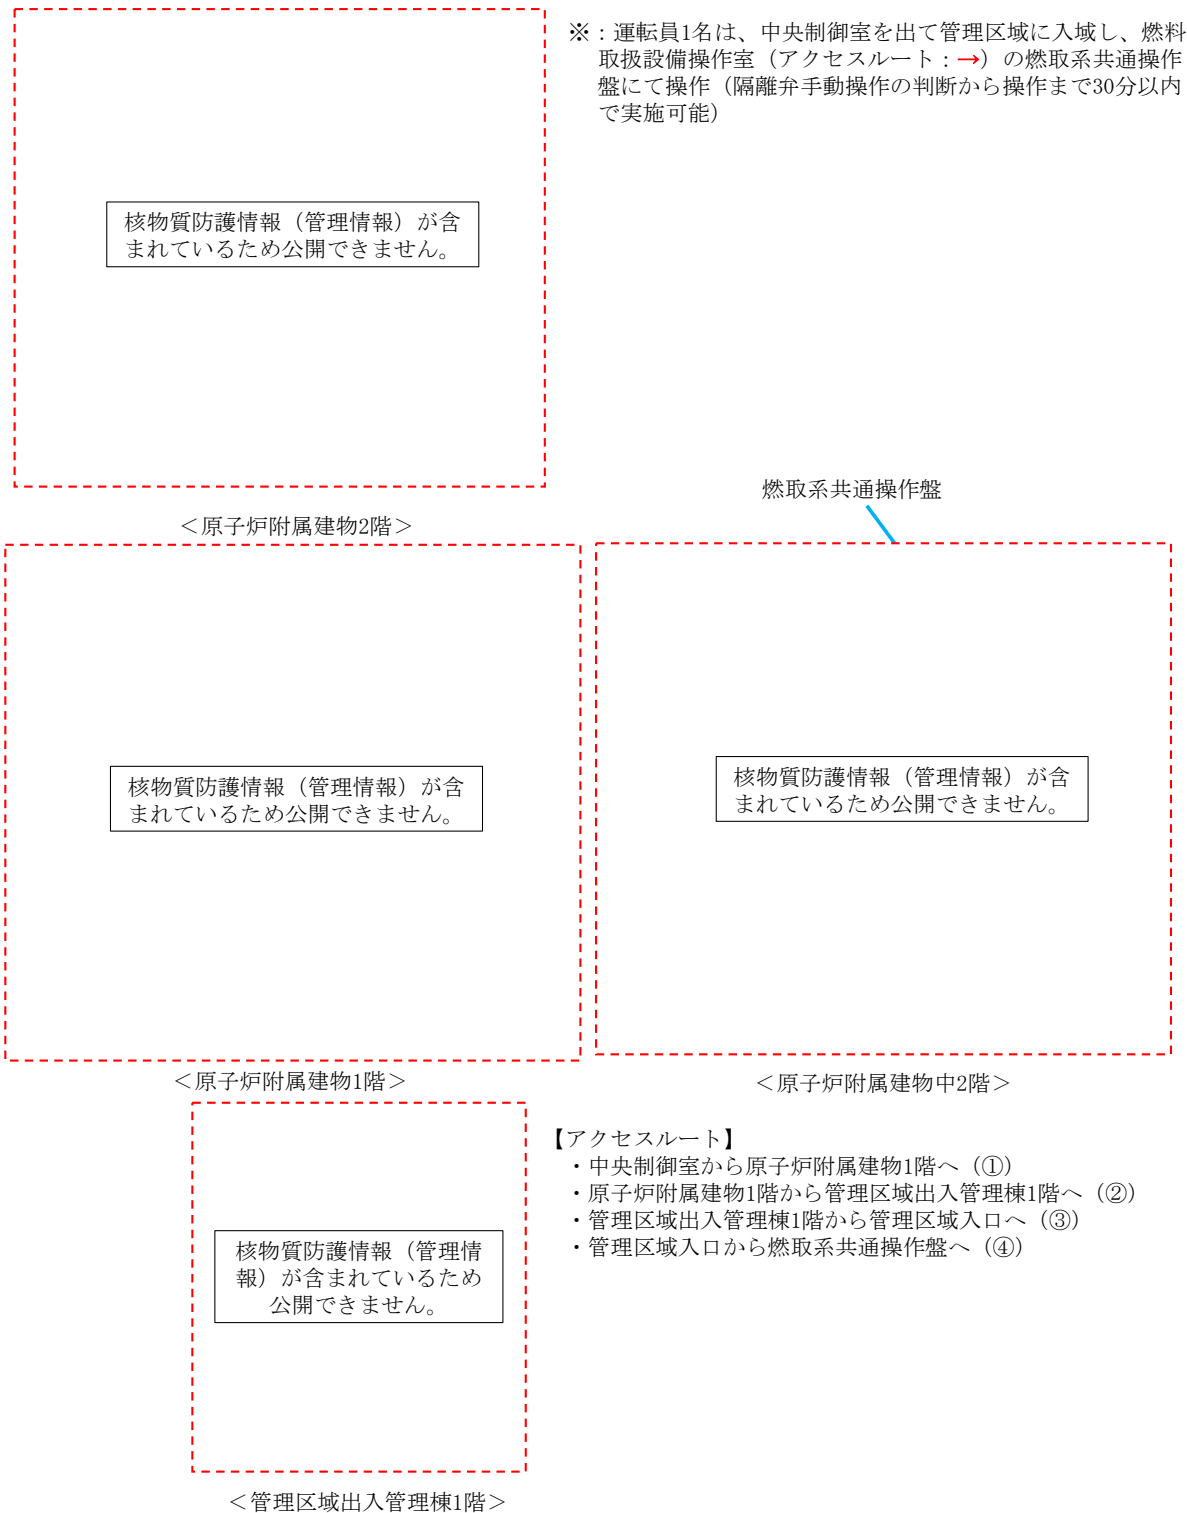 ※：運転員1名は、中央制御室を出て管理区域に入域し、燃料
取扱設備操作室（アクセスルート：→）の燃取系共通操作
盤にて操作（隔離弁手動操作の判断から操作まで30分以内
で実施可能）
核物質防護情報（管理情報）が含
まれているため公開できません。
＜原子炉附属建物2階＞
燃取系共通操作盤
核物質防護情報（管理情報）が含
まれているため公開できません。
＜原子炉附属建物1階＞
核物質防護情報（管理情報）が含
まれているため公開できません。
＜原子炉附属建物中2階＞
【アクセスルート】
・中央制御室から原子炉附属建物1階へ（①）
・原子炉附属建物1階から管理区域出入管理棟1階へ（②）
・管理区域出入管理棟1階から管理区域入口へ（③）
・管理区域入口から燃取系共通操作盤へ（④）
核物質防護情報（管理情
報）が含まれているため
公開できません。
＜管理区域出入管理棟1階＞